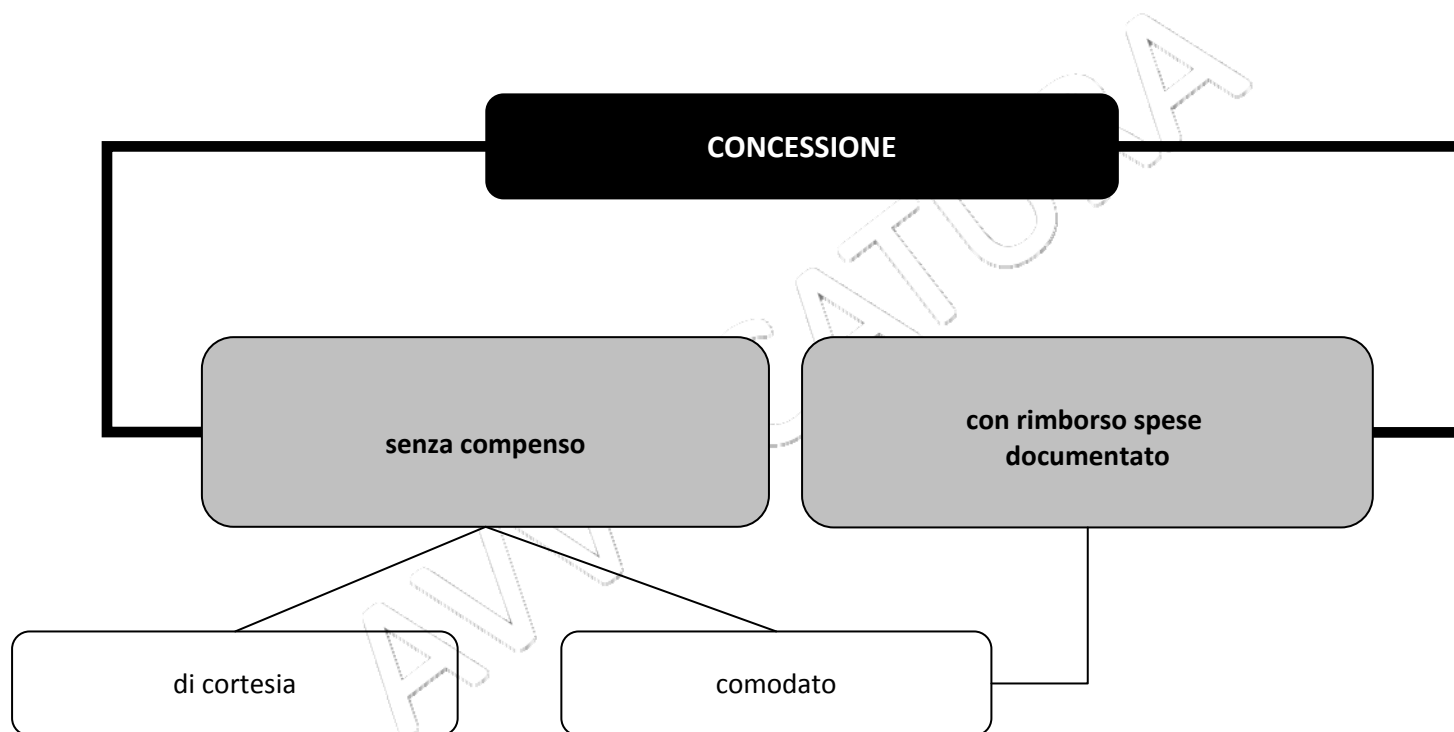 CONCESSIONE
senza compenso
con rimborso spese
documentato
di cortesia
comodato